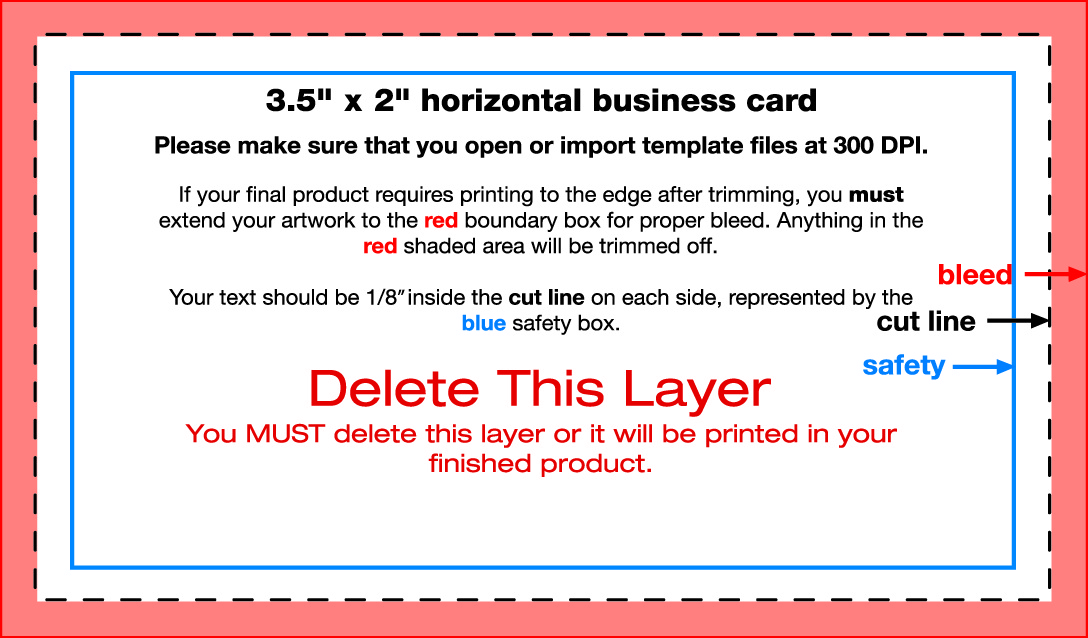 3.5" x 2" horizontal business card
Please make sure that you open or import template files at 300 DPI.
If your final product requires printing to the edge after trimming, you must
extend your artwork to the red boundary box for proper bleed. Anything in the
red shaded area will be trimmed off.
bleed
Your text should be 1/8″ inside the cut line on each side, represented by the
blue safety box.
cut line
safety
Delete This Layer
You MUST delete this layer or it will be printed in your
finished product.